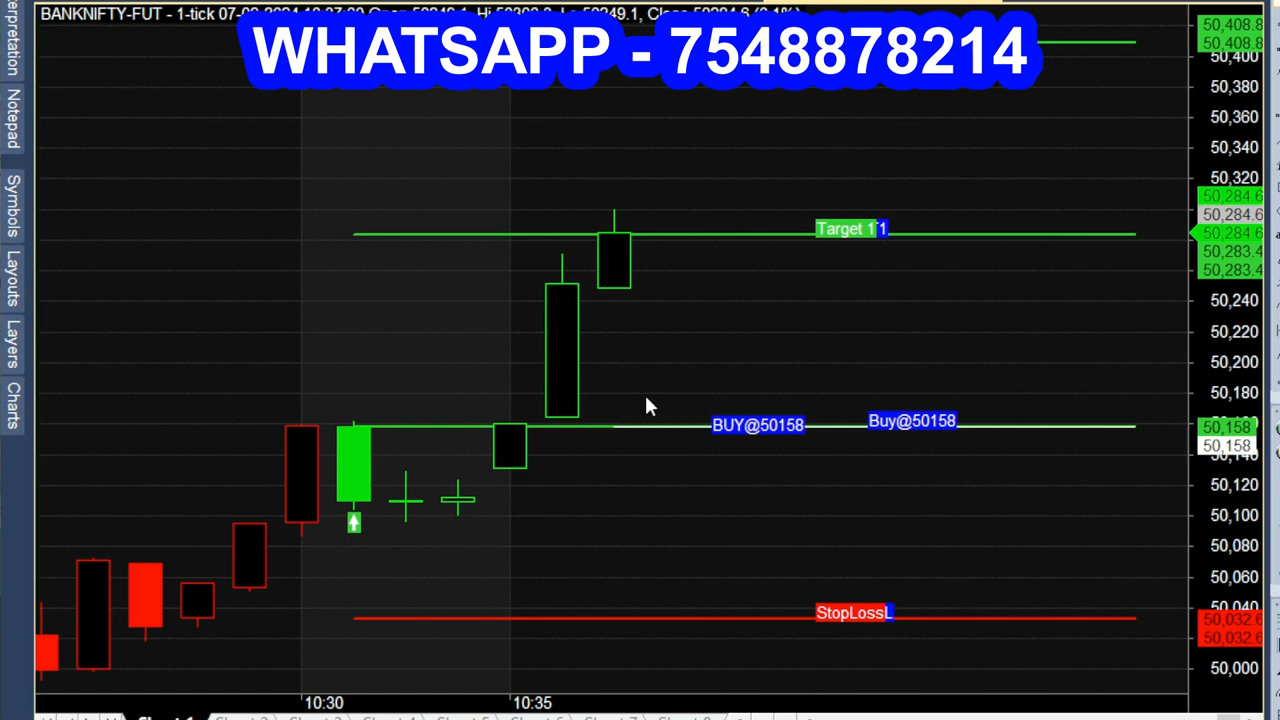 BANKNIFTY-FUT - 1-tick
WHATSAPP - 7548878214
Notepad
Symbols
Layouts
Layers
Charts
50,408.8
50,408.8
50,400
50,380
50,360
50,340
50,320
50,284.6
50,284.6
50,284.6
50,283.4
50,283.4
50,240
50,220
50,200
50,180
50,158
50,158
50,140
50,120
50,100
50,080
50,060
50,040
50,032.6
50,032.6
50,000
Target 1
BUY@50158
Buy@50158
StopLoss
10:30
10:35